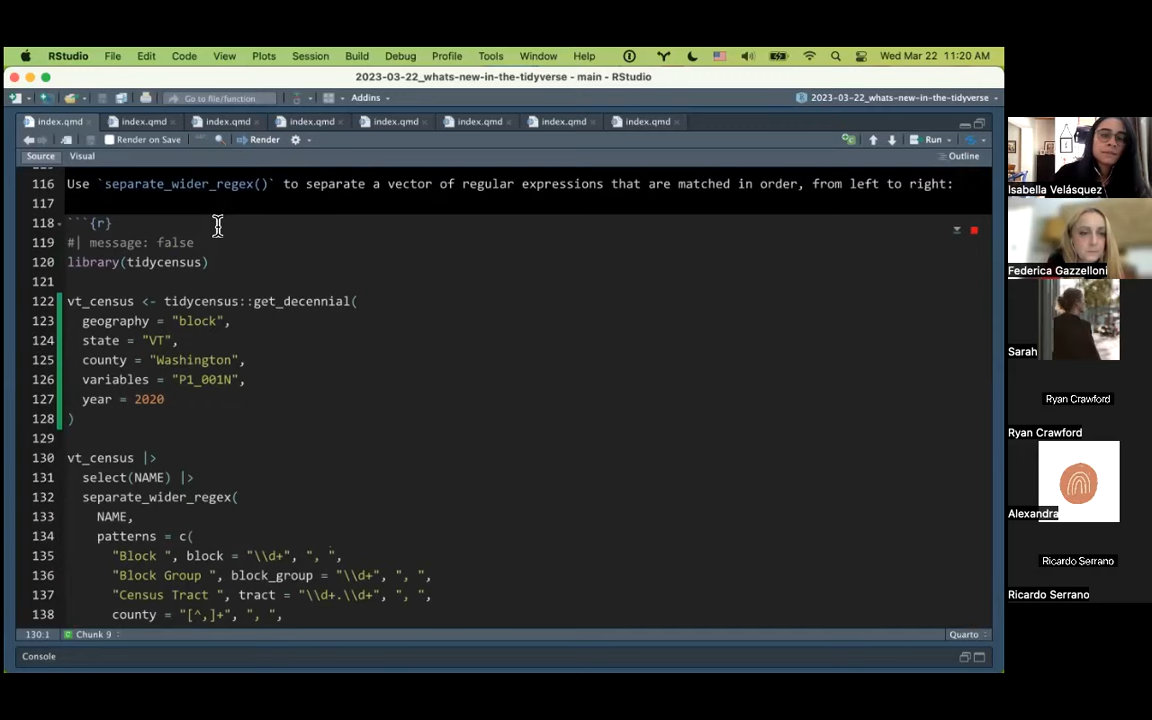 RStudio File Edit Code View Plots Session Build Debug Profile Tools Window Help Wed Mar 22 11:20 AM
2023-03-22_whats-new-in-the-tidyverse - main - RStudio
Go to file/function Addins 2023-03-22_whats-new-in-the-tidyverse
index.qmd index.qmd index.qmd index.qmd index.qmd index.qmd index.qmd index.qmd
Render on Save Render Run
Source Visual Outline
116 Use `separate_wider_regex()` to separate a vector of regular expressions that are matched in order, from left to right:
117
118 ```{r}
119 #| message: false
120 library(tidycensus)
121
122 vt_census <- tidycensus::get_decennial(
123 geography = "block",
124 state = "VT",
125 county = "Washington",
126 variables = "P1_001N",
127 year = 2020
128 )
129
130 vt_census |>
131 select(NAME) |>
132 separate_wider_regex(
133 NAME,
134 patterns = c(
135 "Block ", block = "\\d+", ", ",
136 "Block Group ", block_group = "\\d+", ", ",
137 "Census Tract ", tract = "\\d+.\\d+", ", ",
138 county = "[^,]+", ", ",
130:1 Chunk 9 Quarto
Console
Isabella Velásquez
Federica Gazzelloni
Sarah
Ryan Crawford
Ryan Crawford
Alexandra
Ricardo Serrano
Ricardo Serrano